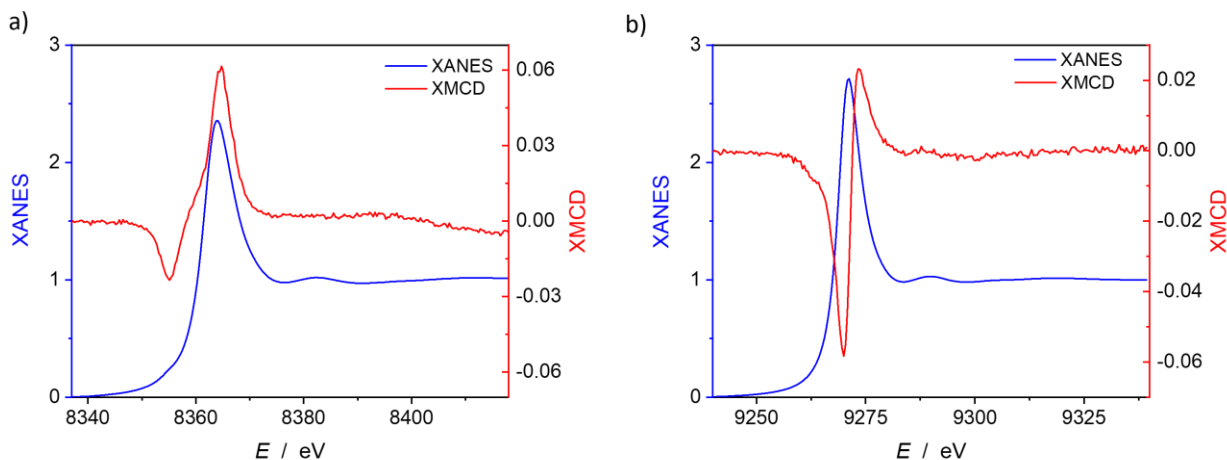 a)
3
2
1
0
XANES
XANES
XMCD
0.06
0.03
0.00
-0.03
-0.06
XMCD
8340
8360
8380
8400
E / eV
b)
3
2
1
0
XANES
XANES
XMCD
0.02
0.00
-0.02
-0.04
-0.06
XMCD
9250
9275
9300
9325
E / eV